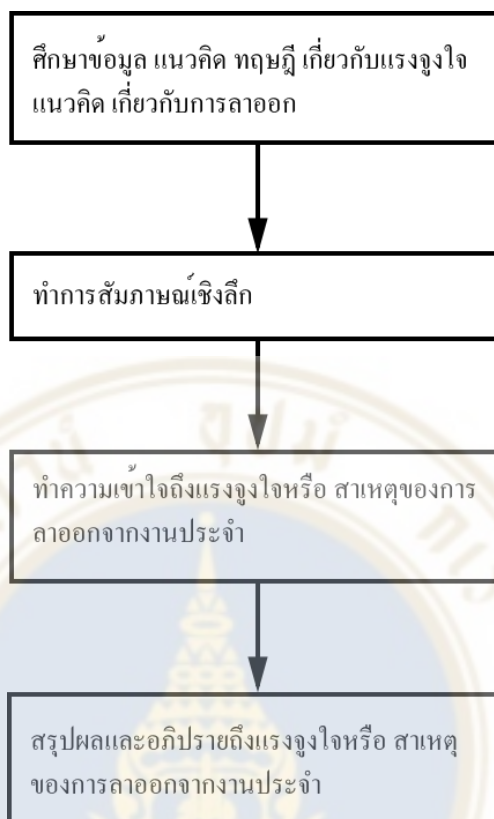 ศึกษาข้อมูล แนวคิด ทฤษฎี เกี่ยวกับแรงจูงใจ
แนวคิด เกี่ยวกับการลาออก
ทำการสัมภาษณ์เชิงลึก
ทำความเข้าใจถึงแรงจูงใจหรือ สาเหตุของการ
ลาออกจากงานประจำ
สรุปผลและอภิปรายถึงแรงจูงใจหรือ สาเหตุ
ของการลาออกจากงานประจำ